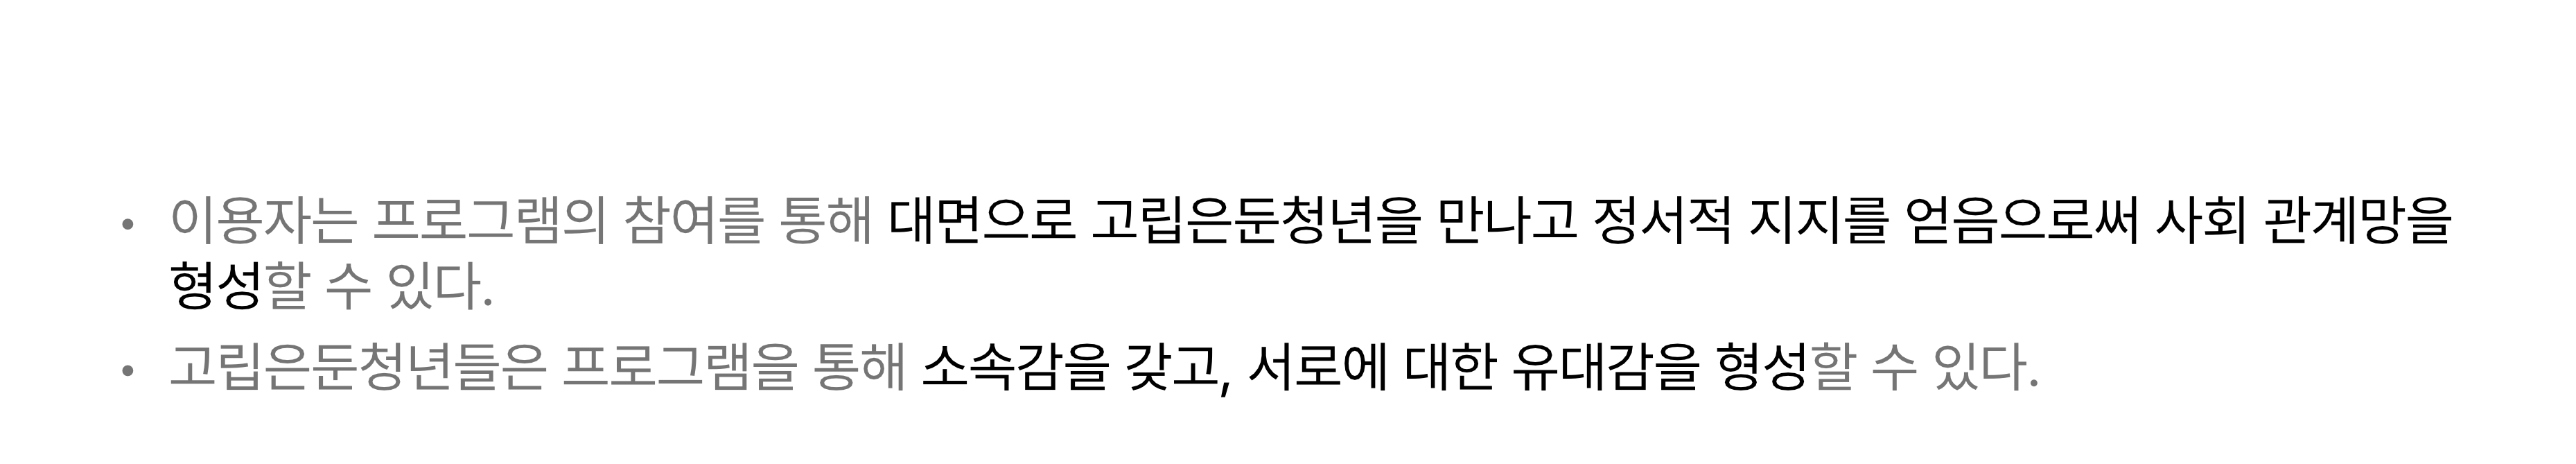 • 이용자는 프로그램의 참여를 통해 대면으로 고립은둔청년을 만나고 정서적 지지를 얻음으로써 사회 관계망을
형성할 수 있다.
• 고립은둔청년들은 프로그램을 통해 소속감을 갖고, 서로에 대한 유대감을 형성할 수 있다.